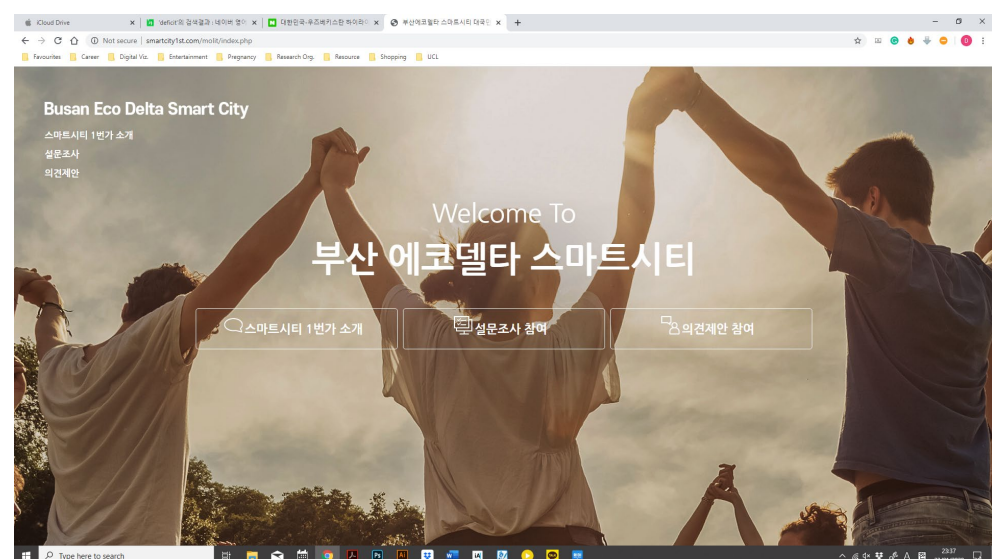 iCloud Drive
'deficit'의 검색결과 : 네이버 영어
대한민국-우즈베키스탄 하이라이
부산에코델타 스마트시티 대국민
Not secure | smartcity1st.com/molit/index.php
Favourites Career Digital Viz. Entertainment Pregnancy Research Org. Resource Shopping UCL
Busan Eco Delta Smart City
스마트시티 1번가 소개
설문조사
의견제안
Welcome To
부산 에코델타 스마트시티
스마트시티 1번가 소개
설문조사 참여
의견제안 참여
Type here to search
23:37